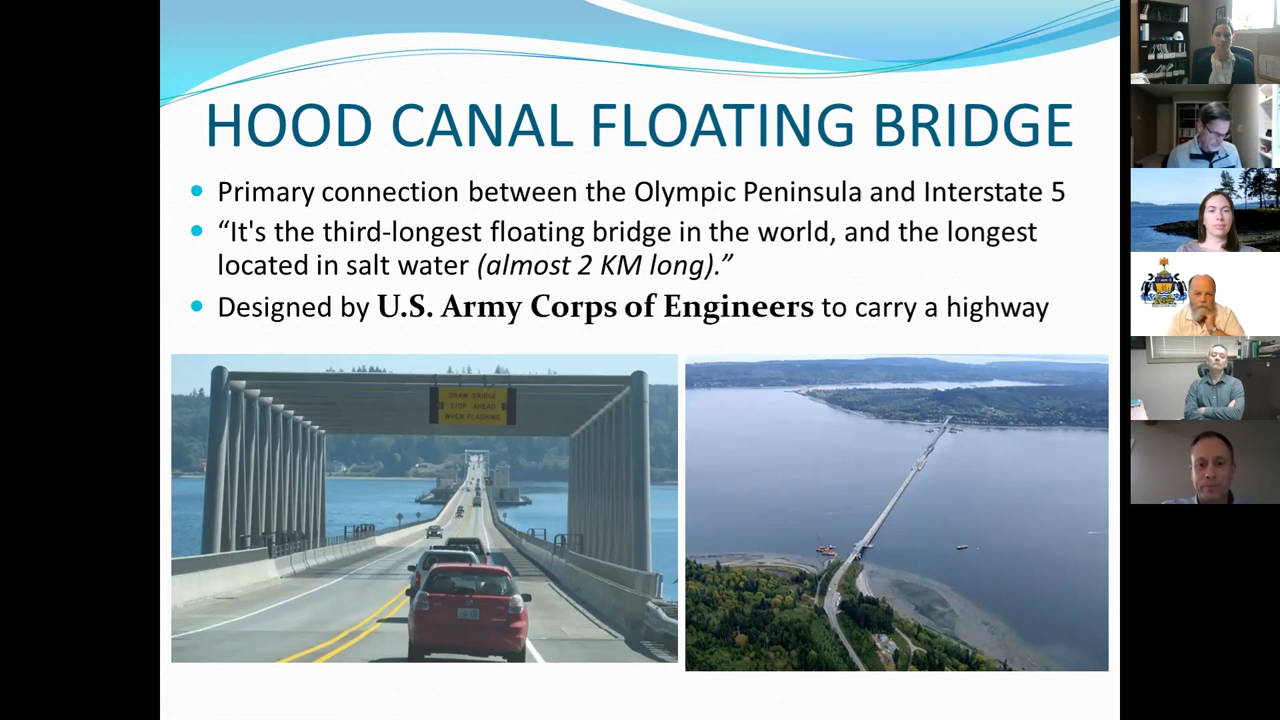 HOOD CANAL FLOATING BRIDGE
• Primary connection between the Olympic Peninsula and Interstate 5
• “It's the third-longest floating bridge in the world, and the longest
located in salt water (almost 2 KM long).”
• Designed by U.S. Army Corps of Engineers to carry a highway
DRAW BRIDGE
STOP AHEAD
WHEN FLASHING